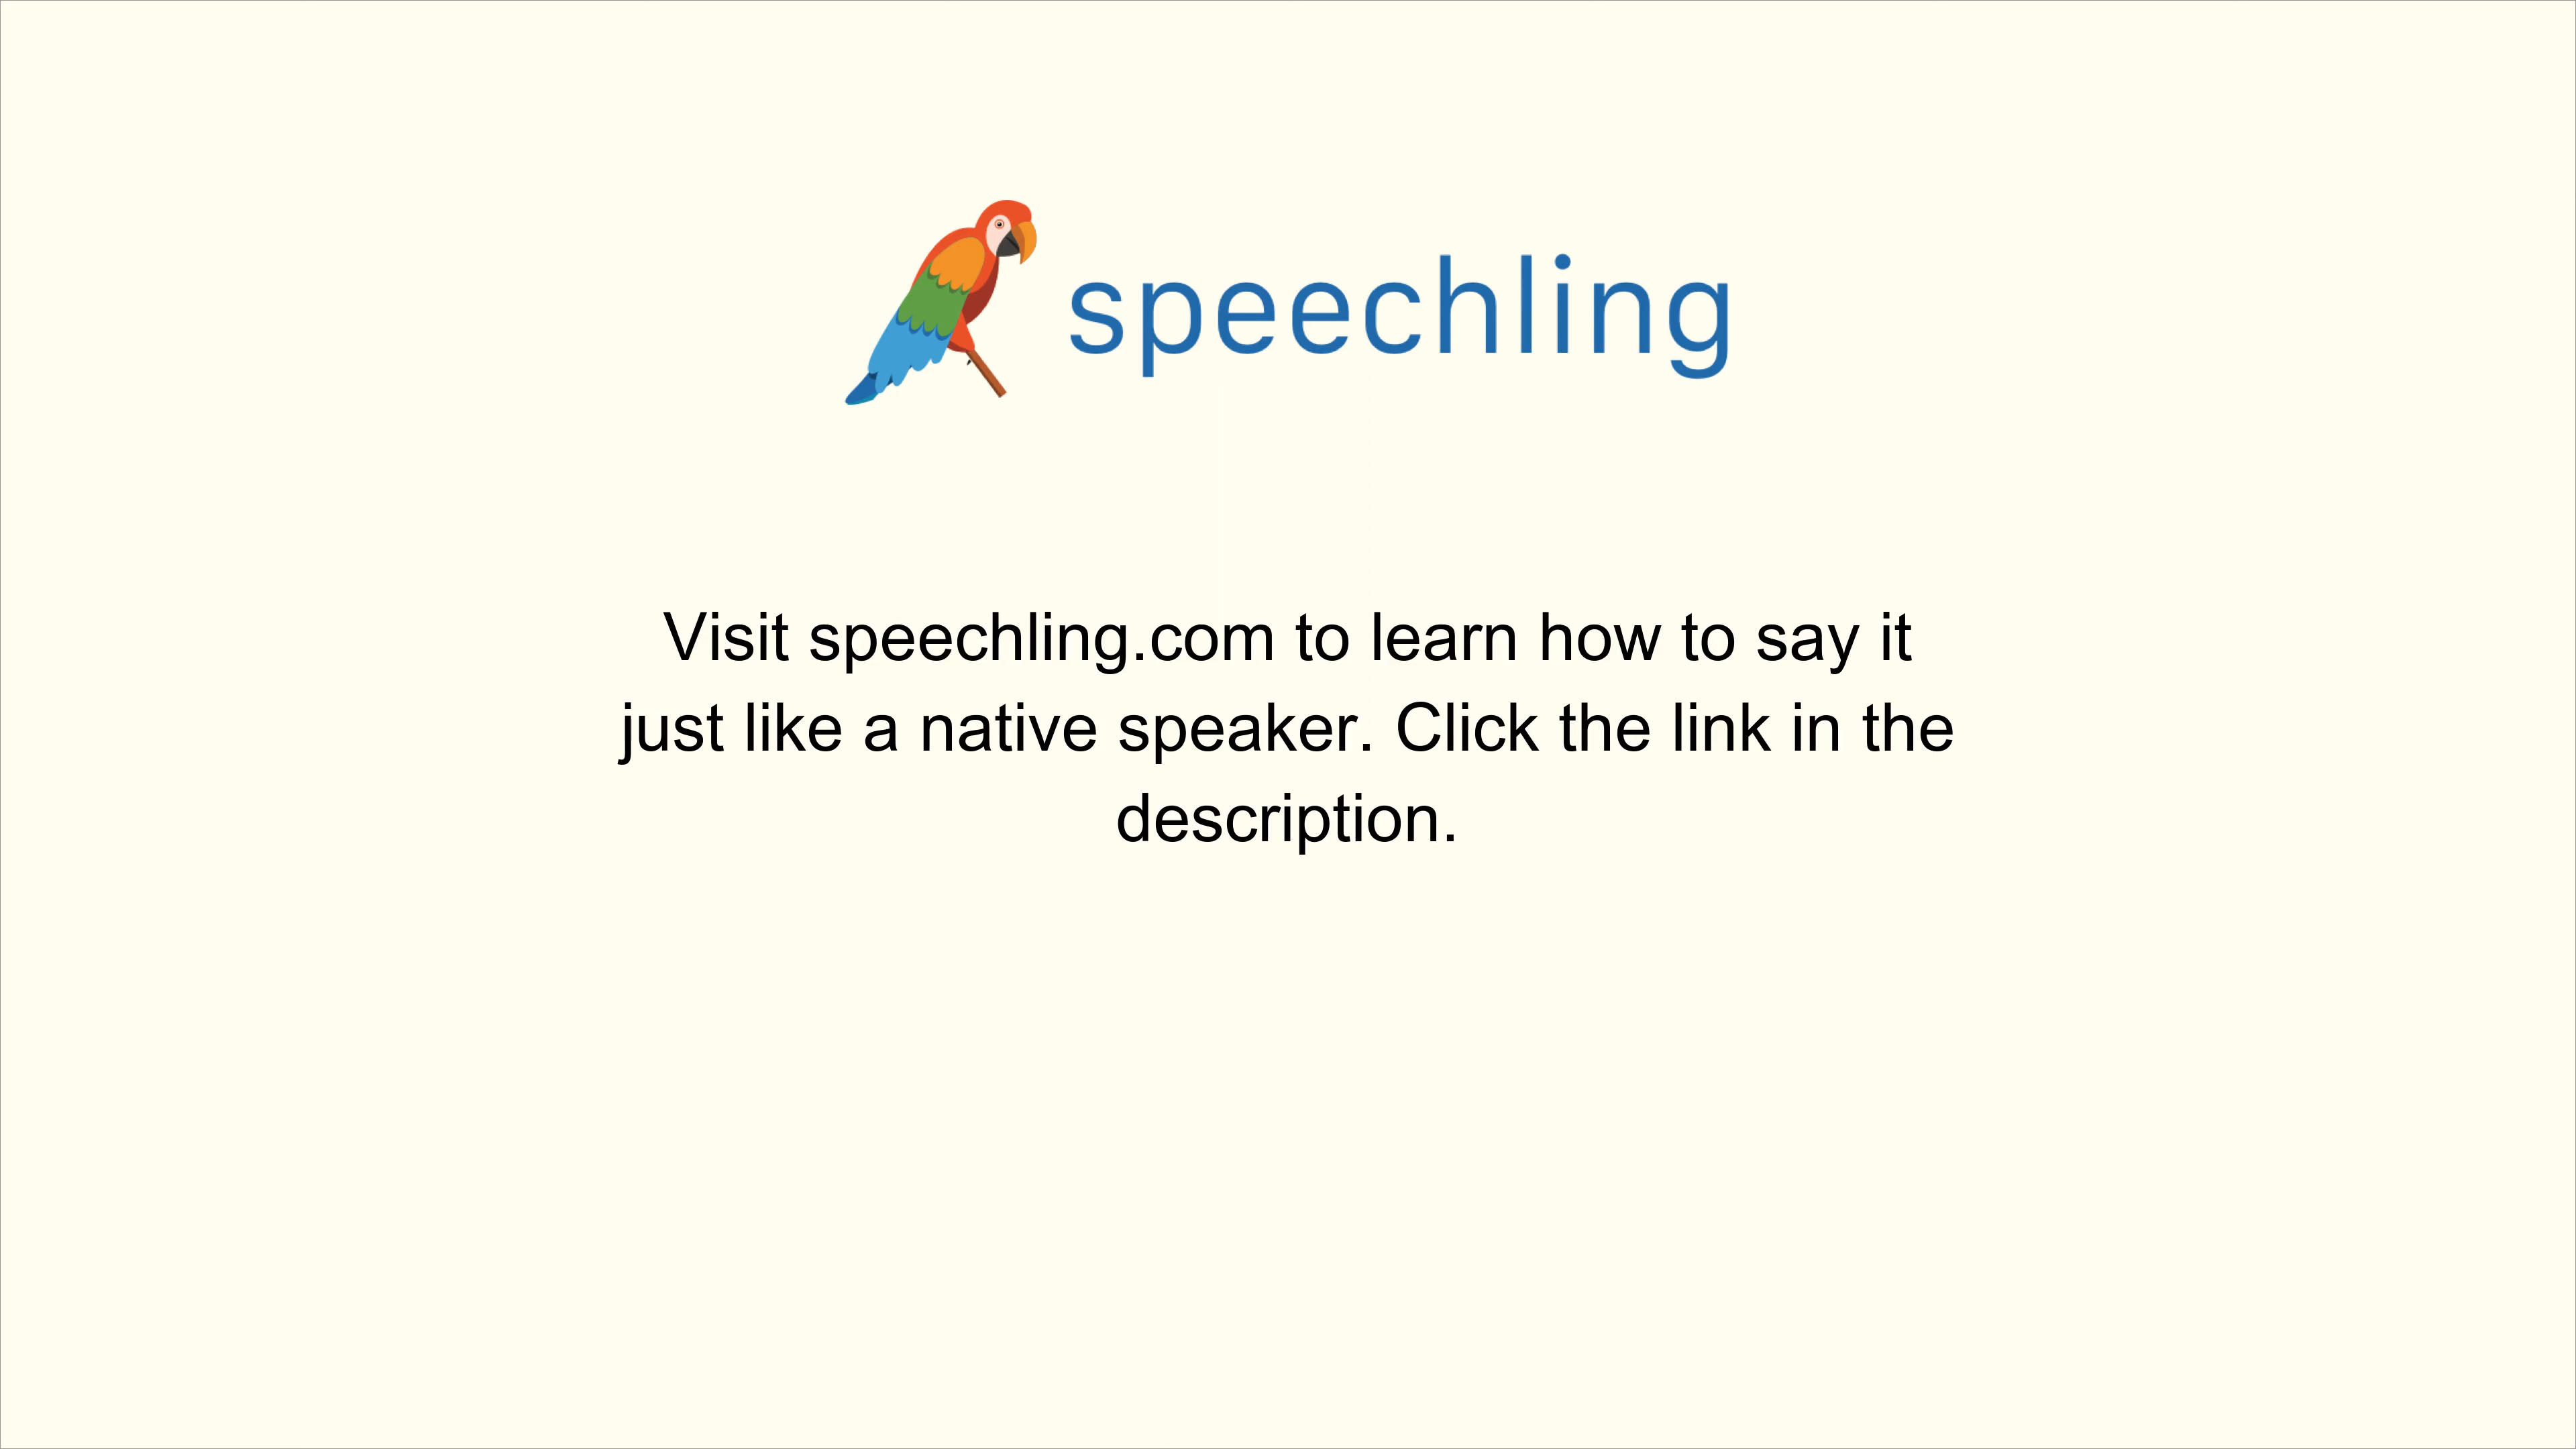 speechling
Visit speechling.com to learn how to say it
just like a native speaker. Click the link in the
description.